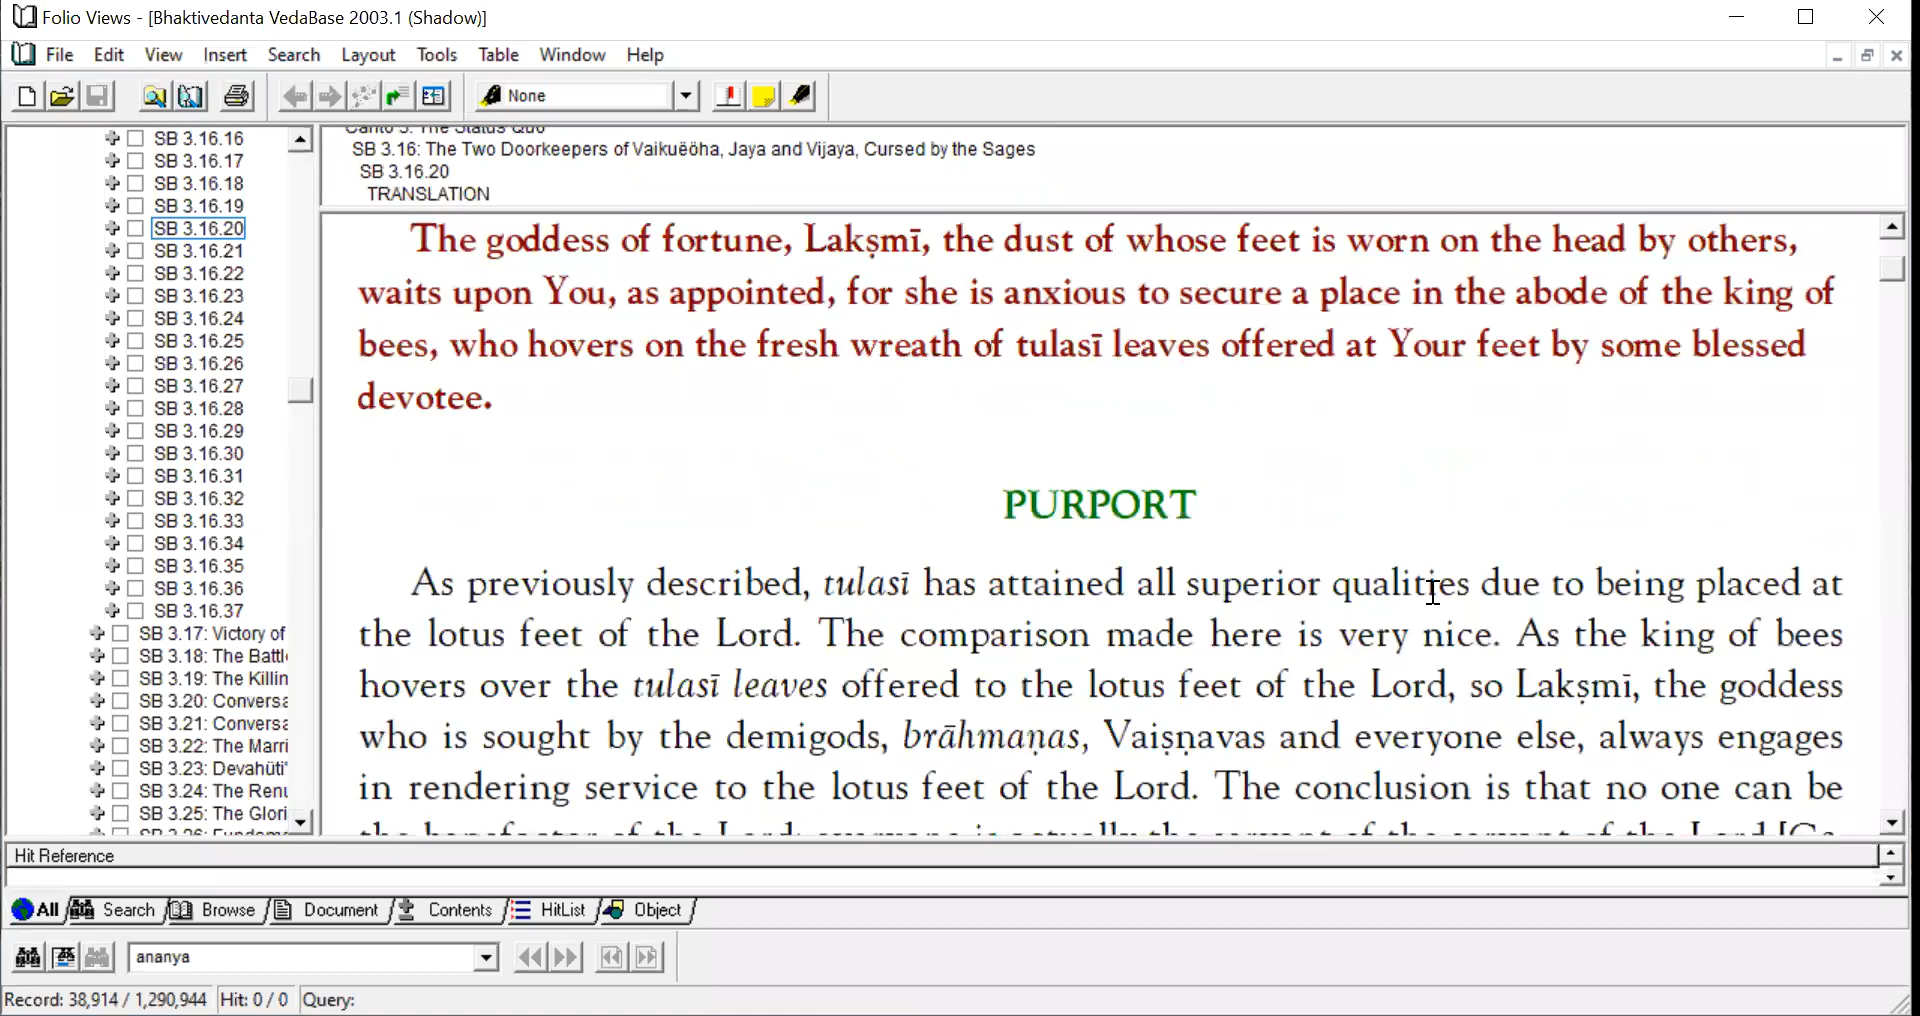 Folio Views - [Bhaktivedanta VedaBase 2003.1 (Shadow)]
File Edit View Insert Search Layout Tools Table Window Help
None
SB 3.16.16
SB 3.16.17
SB 3.16.18
SB 3.16.19
SB 3.16.20
SB 3.16.21
SB 3.16.22
SB 3.16.23
SB 3.16.24
SB 3.16.25
SB 3.16.26
SB 3.16.27
SB 3.16.28
SB 3.16.29
SB 3.16.30
SB 3.16.31
SB 3.16.32
SB 3.16.33
SB 3.16.34
SB 3.16.35
SB 3.16.36
SB 3.16.37
SB 3.17: Victory of
SB 3.18: The Battl
SB 3.19: The Killin
SB 3.20: Conversa
SB 3.21: Conversa
SB 3.22: The Marri
SB 3.23: Devahüti'
SB 3.24: The Renu
SB 3.25: The Glori
Canto 3: The Status Quo
SB 3.16: The Two Doorkeepers of Vaikuëöha, Jaya and Vijaya, Cursed by the Sages
SB 3.16.20
TRANSLATION
The goddess of fortune, Lakṣmī, the dust of whose feet is worn on the head by others,
waits upon You, as appointed, for she is anxious to secure a place in the abode of the king of
bees, who hovers on the fresh wreath of tulasī leaves offered at Your feet by some blessed
devotee.
PURPORT
As previously described, tulasī has attained all superior qualities due to being placed at
the lotus feet of the Lord. The comparison made here is very nice. As the king of bees
hovers over the tulasī leaves offered to the lotus feet of the Lord, so Lakṣmī, the goddess
who is sought by the demigods, brāhmaṇas, Vaiṣṇavas and everyone else, always engages
in rendering service to the lotus feet of the Lord. The conclusion is that no one can be
Hit Reference
All Search Browse Document Contents HitList Object
ananya
Record: 38,914 / 1,290,944 Hit: 0 / 0 Query: